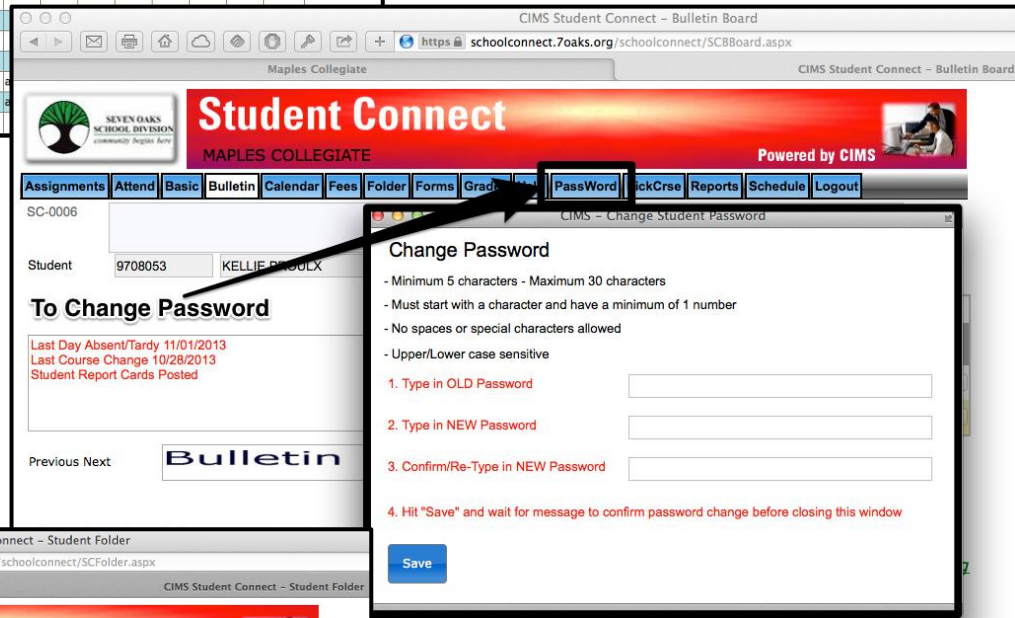 CIMS Student Connect – Bulletin Board
https schoolconnect.7oaks.org/schoolconnect/SCBBoard.aspx
Maples Collegiate
CIMS Student Connect – Bulletin Board
SEVEN OAKS
SCHOOL DIVISION
community begins here
Student Connect
MAPLES COLLEGIATE
Powered by CIMS
Assignments Attend Basic Bulletin Calendar Fees Folder Forms PassWord Reports Schedule Logout
SC-0006
Student 9708053 KELLIE PROULX
To Change Password
Last Day Absent/Tardy 11/01/2013
Last Course Change 10/28/2013
Student Report Cards Posted
Previous Next Bulletin
CIMS – Change Student Password
Change Password
- Minimum 5 characters - Maximum 30 characters
- Must start with a character and have a minimum of 1 number
- No spaces or special characters allowed
- Upper/Lower case sensitive
1. Type in OLD Password
2. Type in NEW Password
3. Confirm/Re-Type in NEW Password
4. Hit "Save" and wait for message to confirm password change before closing this window
Save
nnect – Student Folder
/schoolconnect/SCFolder.aspx
CIMS Student Connect – Student Folder